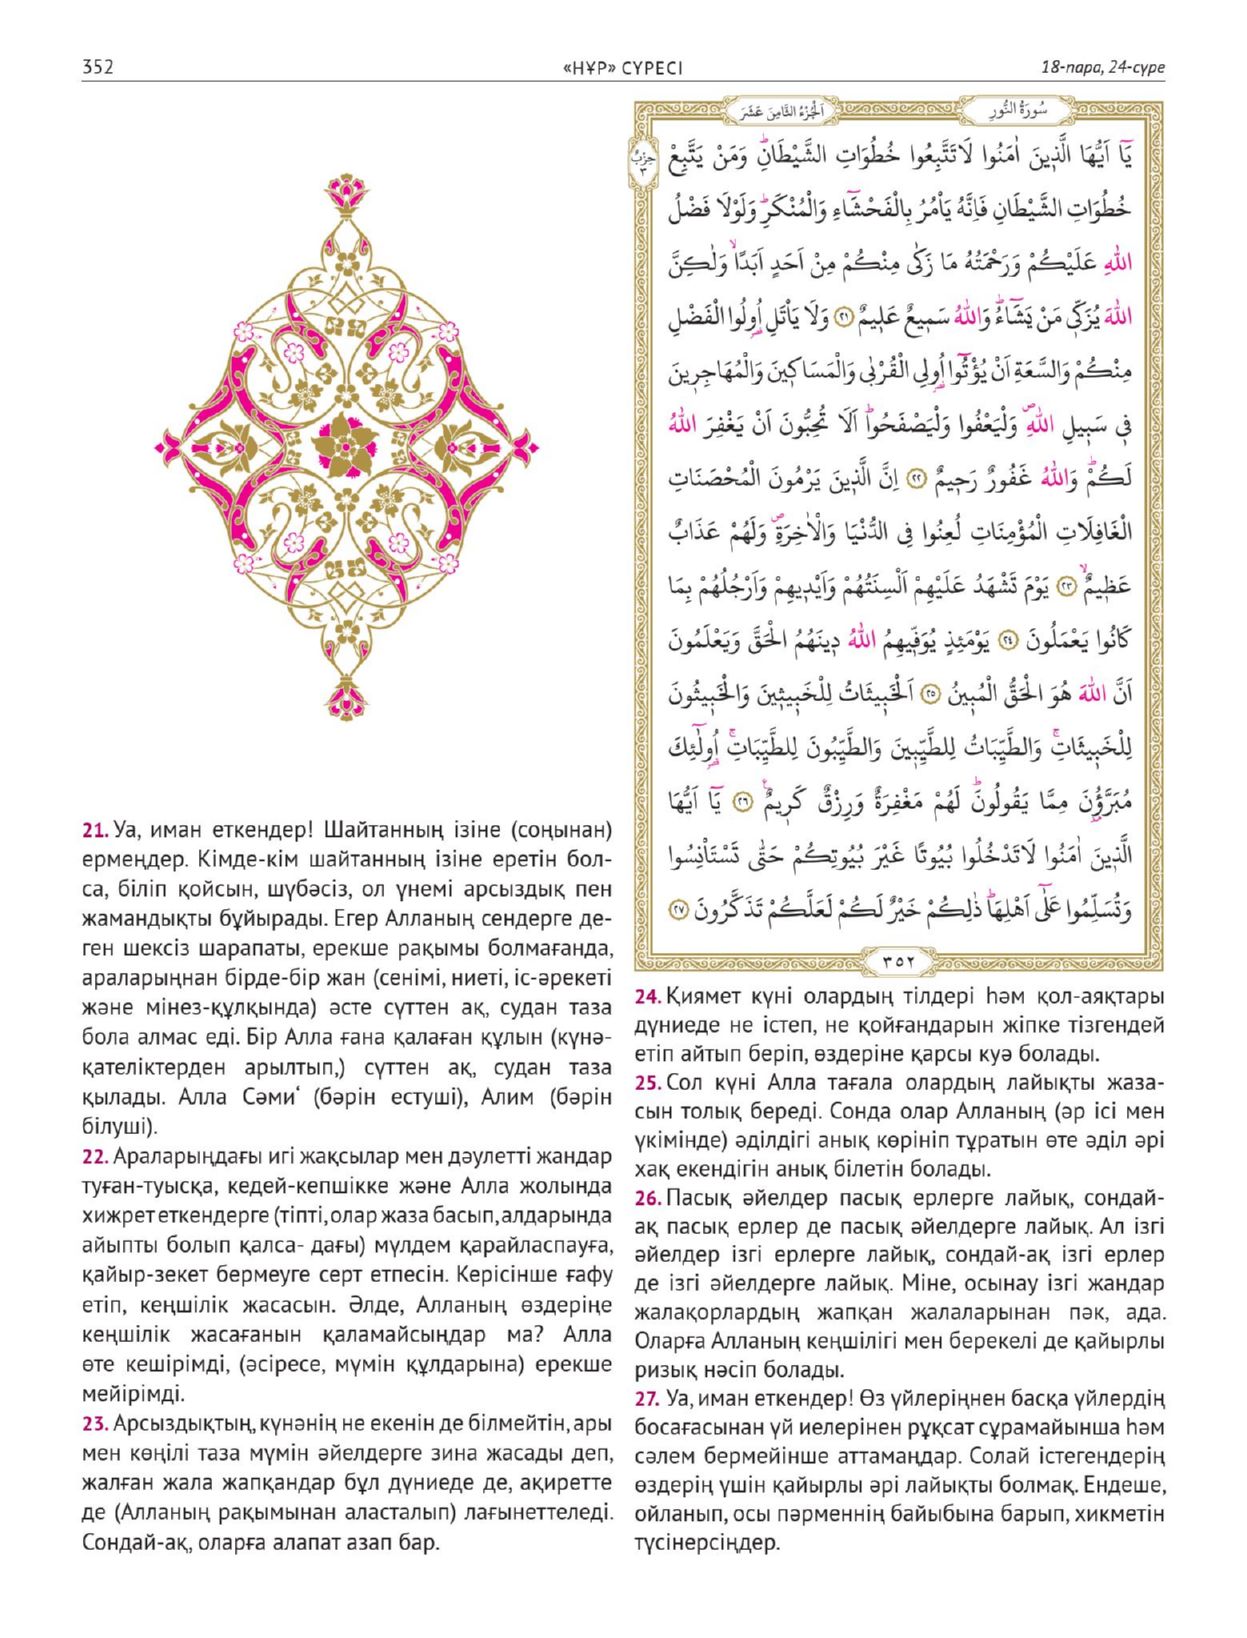 352
«НҰР» СҮРЕСІ
18-пара, 24-сүре
سُورَةُ النُّورِ
اَلْجُزْءُ الثَّامِنَ عَشَرَ
حِزْبُ
٣
يَٓا اَيُّهَا الَّذ۪ينَ اٰمَنُوا لَا تَتَّبِعُوا خُطُوَاتِ الشَّيْطَانِۜ وَمَنْ يَتَّبِعْ
خُطُوَاتِ الشَّيْطَانِ فَاِنَّهُ يَأْمُرُ بِالْفَحْشَٓاءِ وَالْمُنْكَرِۜ وَلَوْلَا فَضْلُ
اللّٰهِ عَلَيْكُمْ وَرَحْمَتُهُ مَا زَكٰى مِنْكُمْ مِنْ اَحَدٍ اَبَدًاۙ وَلٰكِنَّ
اللّٰهَ يُزَكّ۪ي مَنْ يَشَٓاءُۜ وَاللّٰهُ سَم۪يعٌ عَل۪يمٌ ﴿٢١﴾ وَلَا يَأْتَلِ اُو۬لُوا الْفَضْلِ
مِنْكُمْ وَالسَّعَةِ اَنْ يُؤْتُٓوا اُو۬لِي الْقُرْبٰى وَالْمَسَاك۪ينَ وَالْمُهَاجِر۪ينَ
ف۪ي سَب۪يلِ اللّٰهِۖ وَلْيَعْفُوا وَلْيَصْفَحُواۜ اَلَا تُحِبُّونَ اَنْ يَغْفِرَ اللّٰهُ
لَكُمْۜ وَاللّٰهُ غَفُورٌ رَح۪يمٌ ﴿٢٢﴾ اِنَّ الَّذ۪ينَ يَرْمُونَ الْمُحْصَنَاتِ
الْغَافِلَاتِ الْمُؤْمِنَاتِ لُعِنُوا فِي الدُّنْيَا وَالْاٰخِرَةِۖ وَلَهُمْ عَذَابٌ
عَظ۪يمٌۙ ﴿٢٣﴾ يَوْمَ تَشْهَدُ عَلَيْهِمْ اَلْسِنَتُهُمْ وَاَيْد۪يهِمْ وَاَرْجُلُهُمْ بِمَا
كَانُوا يَعْمَلُونَ ﴿٢٤﴾ يَوْمَئِذٍ يُوَفّ۪يهِمُ اللّٰهُ د۪ينَهُمُ الْحَقَّ وَيَعْلَمُونَ
اَنَّ اللّٰهَ هُوَ الْحَقُّ الْمُب۪ينُ ﴿٢٥﴾ اَلْخَب۪يثَاتُ لِلْخَب۪يث۪ينَ وَالْخَب۪يثُونَ
لِلْخَب۪يثَاتِۚ وَالطَّيِّبَاتُ لِلطَّيِّب۪ينَ وَالطَّيِّبُونَ لِلطَّيِّبَاتِۚ اُو۬لٰٓئِكَ
مُبَرَّؤُ۫نَ مِمَّا يَقُولُونَۜ لَهُمْ مَغْفِرَةٌ وَرِزْقٌ كَر۪يمٌ۟ ﴿٢٦﴾ يَٓا اَيُّهَا
الَّذ۪ينَ اٰمَنُوا لَا تَدْخُلُوا بُيُوتًا غَيْرَ بُيُوتِكُمْ حَتّٰى تَسْتَأْنِسُوا
وَتُسَلِّمُوا عَلٰٓى اَهْلِهَاۜ ذٰلِكُمْ خَيْرٌ لَكُمْ لَعَلَّكُمْ تَذَكَّرُونَ ﴿٢٧﴾
٣٥٢
21. Уа, иман еткендер! Шайтанның ізіне (соңынан)
ермеңдер. Кімде-кім шайтанның ізіне еретін бол-
са, біліп қойсын, шүбәсіз, ол үнемі арсыздық пен
жамандықты бұйырады. Егер Алланың сендерге де-
ген шексіз шарапаты, ерекше рақымы болмағанда,
араларыңнан бірде-бір жан (сенімі, ниеті, іс-әрекеті
және мінез-құлқында) әсте сүттен ақ, судан таза
бола алмас еді. Бір Алла ғана қалаған құлын (күнә-
қателіктерден арылтып,) сүттен ақ, судан таза
қылады. Алла Сәми‘ (бәрін естуші), Алим (бәрін
білуші).
22. Араларыңдағы игі жақсылар мен дәулетті жандар
туған-туысқа, кедей-кепшікке және Алла жолында
хижрет еткендерге (тіпті, олар жаза басып, алдарында
айыпты болып қалса- дағы) мүлдем қарайласпауға,
қайыр-зекет бермеуге серт етпесін. Керісінше ғафу
етіп, кеңшілік жасасын. Әлде, Алланың өздеріңе
кеңшілік жасағанын қаламайсыңдар ма? Алла
өте кешірімді, (әсіресе, мүмін құлдарына) ерекше
мейірімді.
23. Арсыздықтың, күнәнің не екенін де білмейтін, ары
мен көңілі таза мүмін әйелдерге зина жасады деп,
жалған жала жапқандар бұл дүниеде де, ақиретте
де (Алланың рақымынан аласталып) лағынеттеледі.
Сондай-ақ, оларға алапат азап бар.
24. Қиямет күні олардың тілдері һәм қол-аяқтары
дүниеде не істеп, не қойғандарын жіпке тізгендей
етіп айтып беріп, өздеріне қарсы куә болады.
25. Сол күні Алла тағала олардың лайықты жаза-
сын толық береді. Сонда олар Алланың (әр ісі мен
үкімінде) әділдігі анық көрініп тұратын өте әділ әрі
хақ екендігін анық білетін болады.
26. Пасық әйелдер пасық ерлерге лайық, сондай-
ақ пасық ерлер де пасық әйелдерге лайық. Ал ізгі
әйелдер ізгі ерлерге лайық, сондай-ақ ізгі ерлер
де ізгі әйелдерге лайық. Міне, осынау ізгі жандар
жалақорлардың жапқан жалаларынан пәк, ада.
Оларға Алланың кеңшілігі мен берекелі де қайырлы
ризық нәсіп болады.
27. Уа, иман еткендер! Өз үйлеріңнен басқа үйлердің
босағасынан үй иелерінен рұқсат сұрамайынша һәм
сәлем бермейінше аттамаңдар. Солай істегендерің
өздерің үшін қайырлы әрі лайықты болмақ. Ендеше,
ойланып, осы пәрменнің байыбына барып, хикметін
түсінерсіңдер.